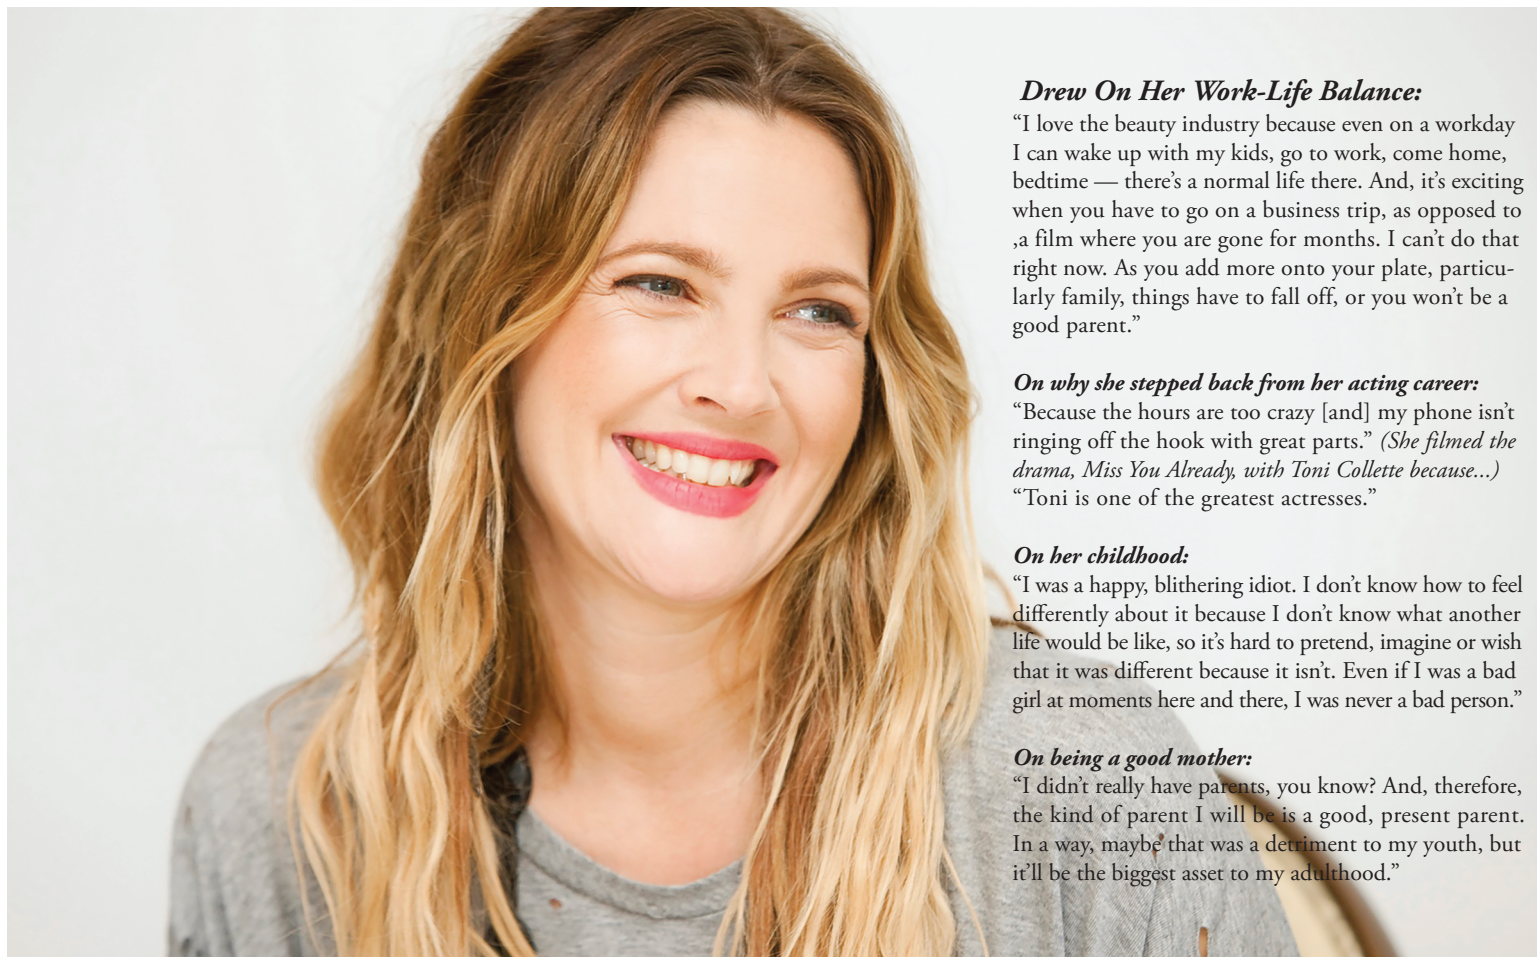 Drew On Her Work-Life Balance:
“I love the beauty industry because even on a workday
I can wake up with my kids, go to work, come home,
bedtime — there’s a normal life there. And, it’s exciting
when you have to go on a business trip, as opposed to
,a film where you are gone for months. I can’t do that
right now. As you add more onto your plate, particu-
larly family, things have to fall off, or you won’t be a
good parent.”
On why she stepped back from her acting career:
“Because the hours are too crazy [and] my phone isn’t
ringing off the hook with great parts.” (She filmed the
drama, Miss You Already, with Toni Collette because...)
“Toni is one of the greatest actresses.”
On her childhood:
“I was a happy, blithering idiot. I don’t know how to feel
differently about it because I don’t know what another
life would be like, so it’s hard to pretend, imagine or wish
that it was different because it isn’t. Even if I was a bad
girl at moments here and there, I was never a bad person.”
On being a good mother:
“I didn’t really have parents, you know? And, therefore,
the kind of parent I will be is a good, present parent.
In a way, maybe that was a detriment to my youth, but
it’ll be the biggest asset to my adulthood.”